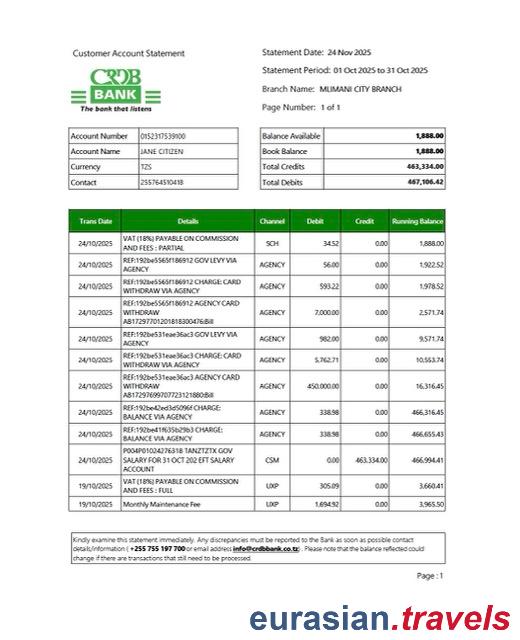 Customer Account Statement
CRDB
BANK
The bank that listens
Statement Date: 24 Nov 2025
Statement Period: 01 Oct 2025 to 31 Oct 2025
Branch Name: MLIMANI CITY BRANCH
Page Number: 1 of 1
Account Number 0152317539100
Account Name JANE CITIZEN
Currency TZS
Contact 255764510418
Balance Available 1,888.00
Book Balance 1,888.00
Total Credits 463,334.00
Total Debits 467,106.42
Trans Date Details Channel Debit Credit Running Balance
24/10/2025 VAT (18%) PAYABLE ON COMMISSION AND FEES : PARTIAL SCH 34.52 0.00 1,888.00
24/10/2025 REF:192be5565f186912 GOV LEVY VIA AGENCY AGENCY 56.00 0.00 1,922.52
24/10/2025 REF:192be5565f186912 CHARGE: CARD WITHDRAW VIA AGENCY AGENCY 593.22 0.00 1,978.52
24/10/2025 REF:192be5565f186912 AGENCY CARD WITHDRAW AB17297701201818300476:Bill AGENCY 7,000.00 0.00 2,571.74
24/10/2025 REF:192be531eae36ac3 GOV LEVY VIA AGENCY AGENCY 982.00 0.00 9,571.74
24/10/2025 REF:192be531eae36ac3 CHARGE: CARD WITHDRAW VIA AGENCY AGENCY 5,762.71 0.00 10,553.74
24/10/2025 REF:192be531eae36ac3 AGENCY CARD WITHDRAW AB17297699707723121880:Bill AGENCY 450,000.00 0.00 16,316.45
24/10/2025 REF:192be42ed3d5096f CHARGE: BALANCE VIA AGENCY AGENCY 338.98 0.00 466,316.45
24/10/2025 REF:192be41f635b29b3 CHARGE: BALANCE VIA AGENCY AGENCY 338.98 0.00 466,655.43
24/10/2025 P004P01024276318 TANZTZTX GOV SALARY FOR 31 OCT 202 EFT SALARY ACCOUNT CSM 0.00 463,334.00 466,994.41
19/10/2025 VAT (18%) PAYABLE ON COMMISSION AND FEES : FULL UXP 305.09 0.00 3,660.41
19/10/2025 Monthly Maintenance Fee UXP 1,694.92 0.00 3,965.50
Kindly examine this statement immediately. Any discrepancies must be reported to the Bank as soon as possible contact
details/information ( +255 755 197 700 or email address info@crdbbank.co.tz) . Please note that the balance reflected could
change if there are transactions that still need to be processed.
Page : 1
eurasian.travels